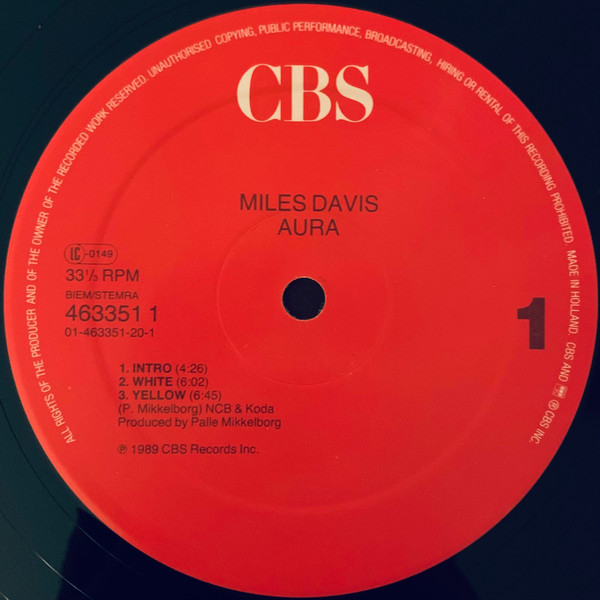 ALL RIGHTS OF THE PRODUCER AND OF THE OWNER OF THE RECORDED WORK RESERVED. UNAUTHORISED COPYING, PUBLIC PERFORMANCE, BROADCASTING, HIRING OR RENTAL OF THIS RECORDING PROHIBITED. MADE IN HOLLAND. CBS AND ℗ CBS INC.
CBS
MILES DAVIS
AURA
LC-0149
33⅓ RPM
BIEM/STEMRA
463351 1
01-463351-20-1
1
1. INTRO (4:26)
2. WHITE (6:02)
3. YELLOW (6:45)
(P. Mikkelborg) NCB & Koda
Produced by Palle Mikkelborg
℗ 1989 CBS Records Inc.